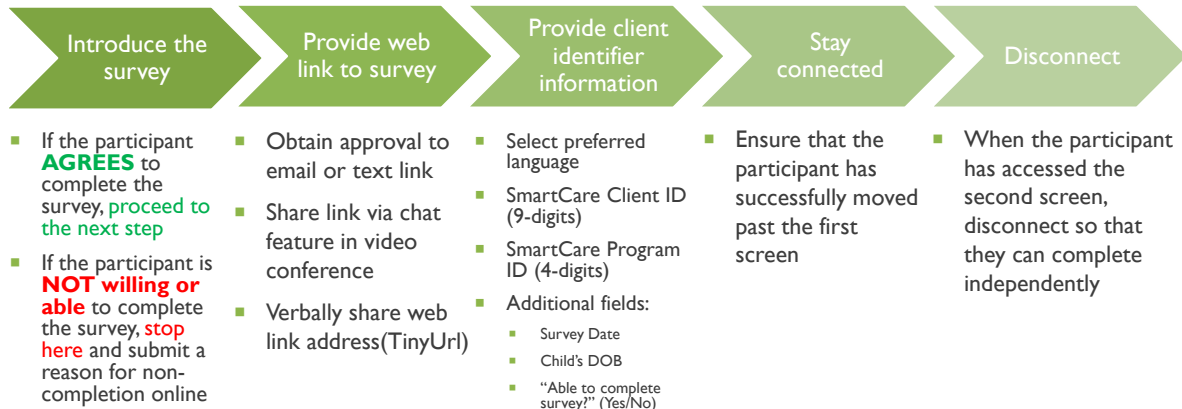 Introduce the
survey
Provide web
link to survey
Provide client
identifier
information
Stay
connected
Disconnect
▪ If the participant
AGREES to
complete the
survey, proceed to
the next step
▪ If the participant is
NOT willing or
able to complete
the survey, stop
here and submit a
reason for non-
completion online
▪ Obtain approval to
email or text link
▪ Share link via chat
feature in video
conference
▪ Verbally share web
link address(TinyUrl)
▪ Select preferred
language
▪ SmartCare Client ID
(9-digits)
▪ SmartCare Program
ID (4-digits)
▪ Additional fields:
▪ Survey Date
▪ Child's DOB
▪ "Able to complete
survey?" (Yes/No)
▪ Ensure that the
participant has
successfully moved
past the first
screen
▪ When the participant
has accessed the
second screen,
disconnect so that
they can complete
independently